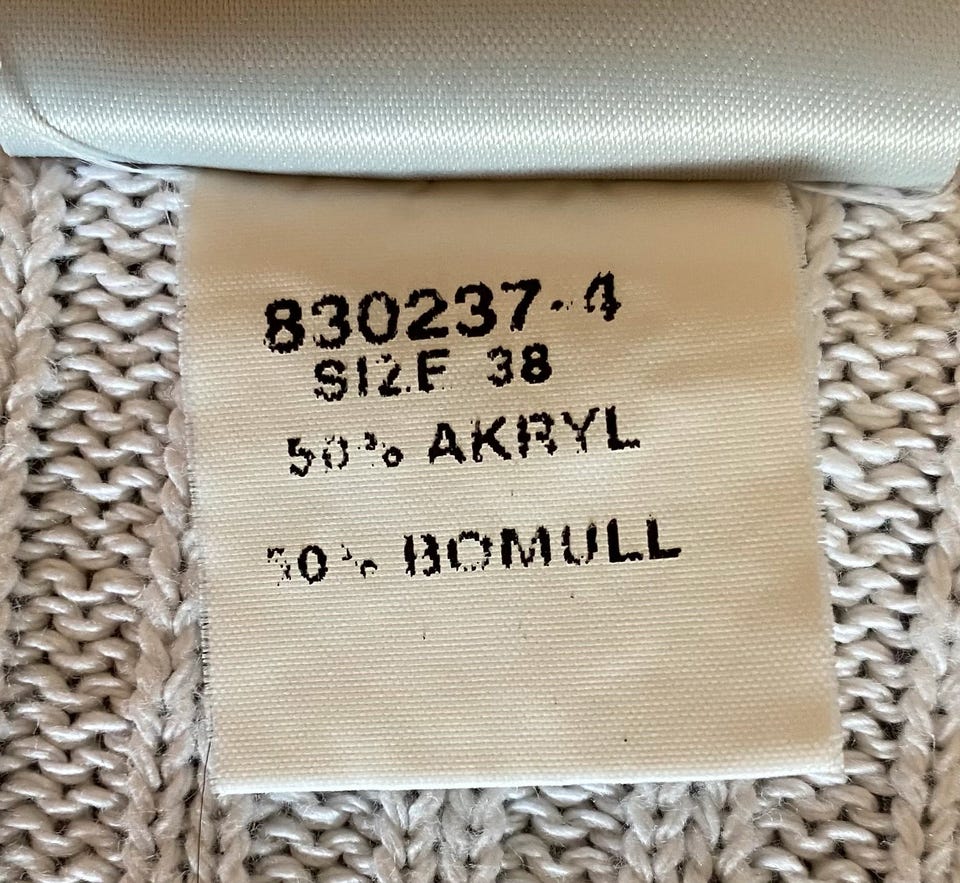 830237-4
SIZE 38
50% AKRYL
50% BOMULL